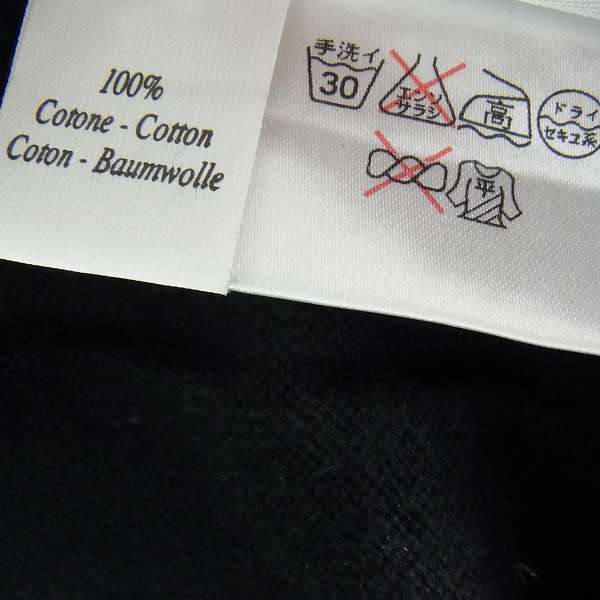 100%
Cotone - Cotton
Coton - Baumwolle
手洗イ
30
エンソ
サラシ
高
ドライ
セキユ系
平